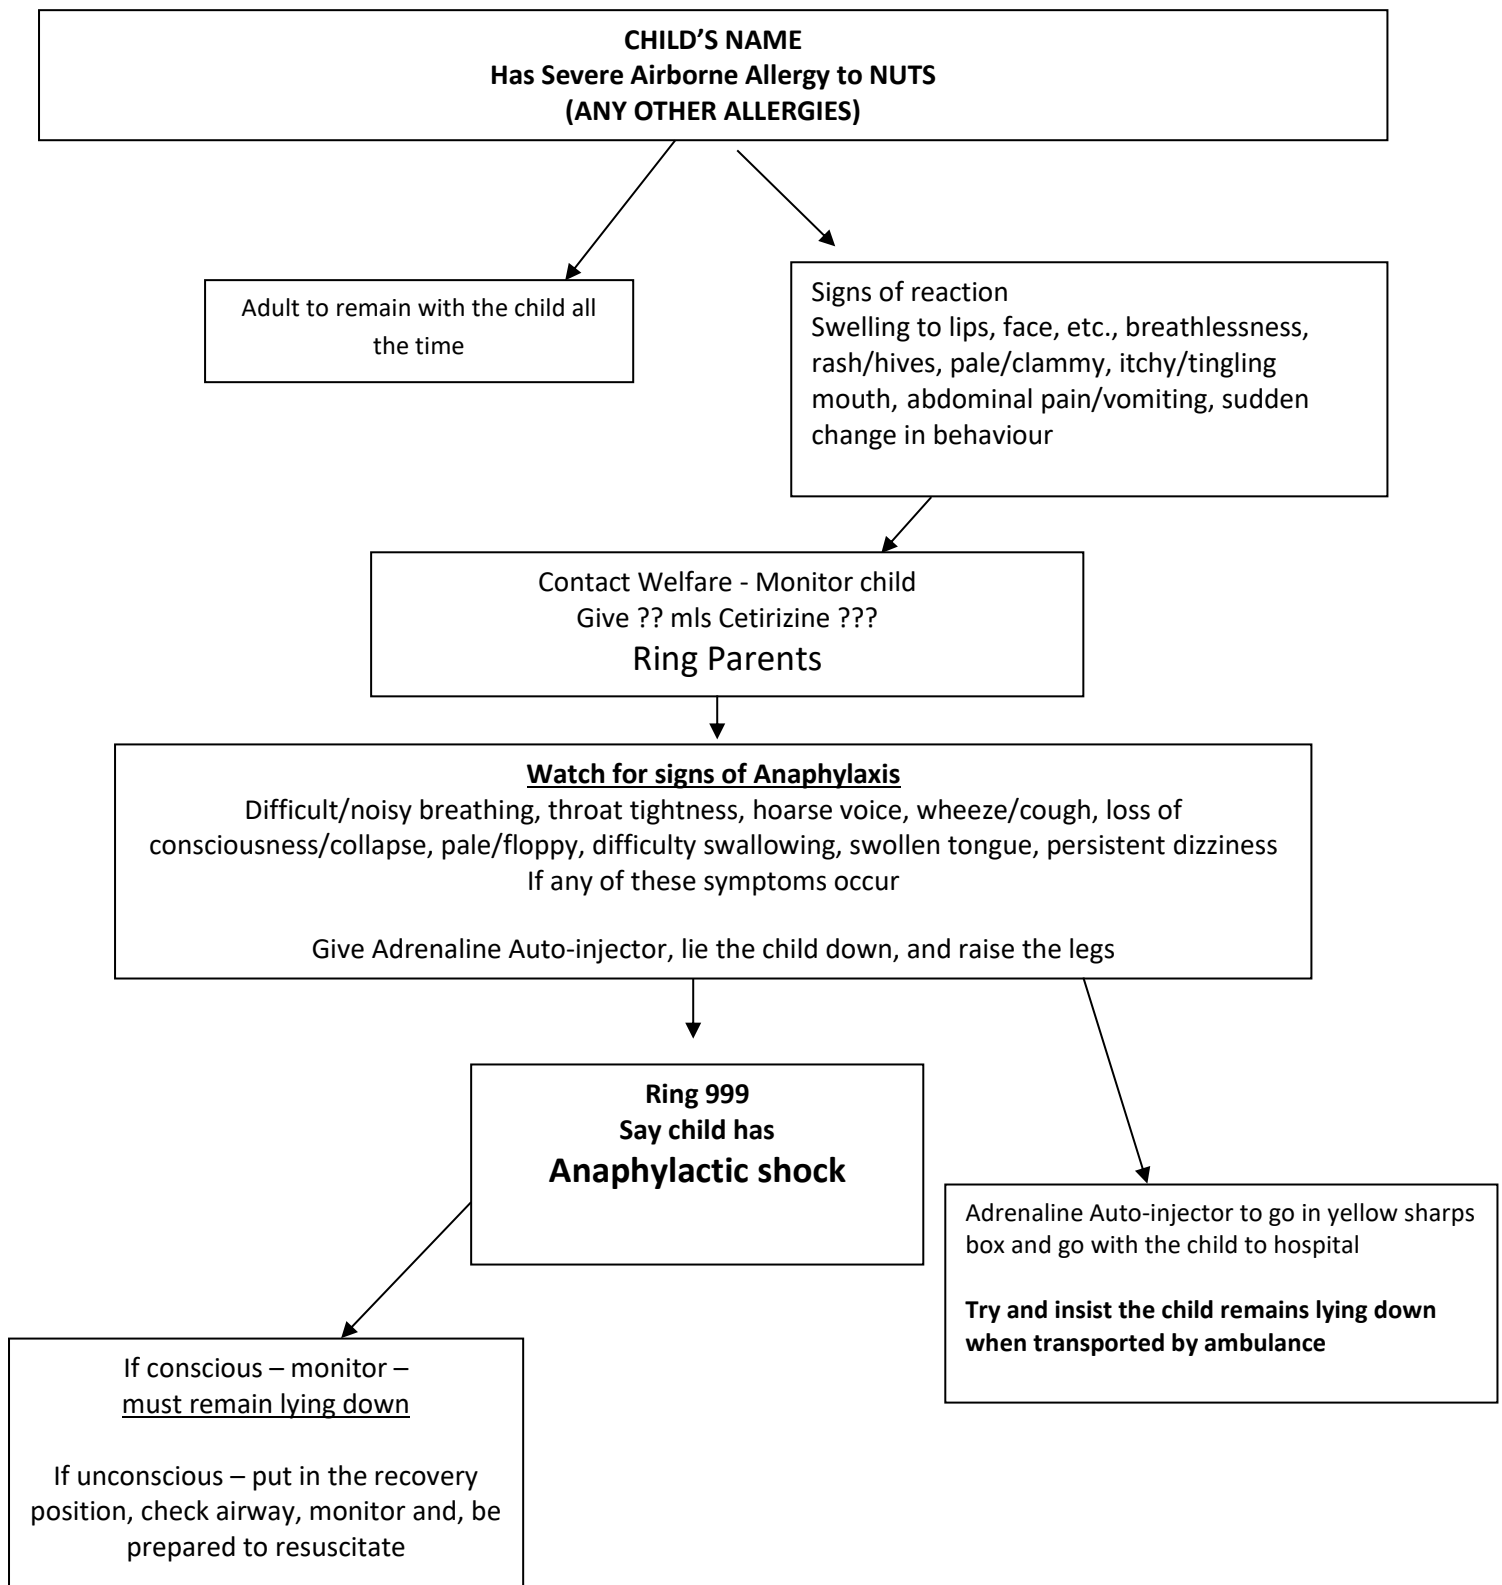 CHILD’S NAME
Has Severe Airborne Allergy to NUTS
(ANY OTHER ALLERGIES)
Adult to remain with the child all
the time
Signs of reaction
Swelling to lips, face, etc., breathlessness,
rash/hives, pale/clammy, itchy/tingling
mouth, abdominal pain/vomiting, sudden
change in behaviour
Contact Welfare - Monitor child
Give ?? mls Cetirizine ???
Ring Parents
Watch for signs of Anaphylaxis
Difficult/noisy breathing, throat tightness, hoarse voice, wheeze/cough, loss of
consciousness/collapse, pale/floppy, difficulty swallowing, swollen tongue, persistent dizziness
If any of these symptoms occur
Give Adrenaline Auto-injector, lie the child down, and raise the legs
Ring 999
Say child has
Anaphylactic shock
Adrenaline Auto-injector to go in yellow sharps
box and go with the child to hospital
Try and insist the child remains lying down
when transported by ambulance
If conscious – monitor –
must remain lying down
If unconscious – put in the recovery
position, check airway, monitor and, be
prepared to resuscitate